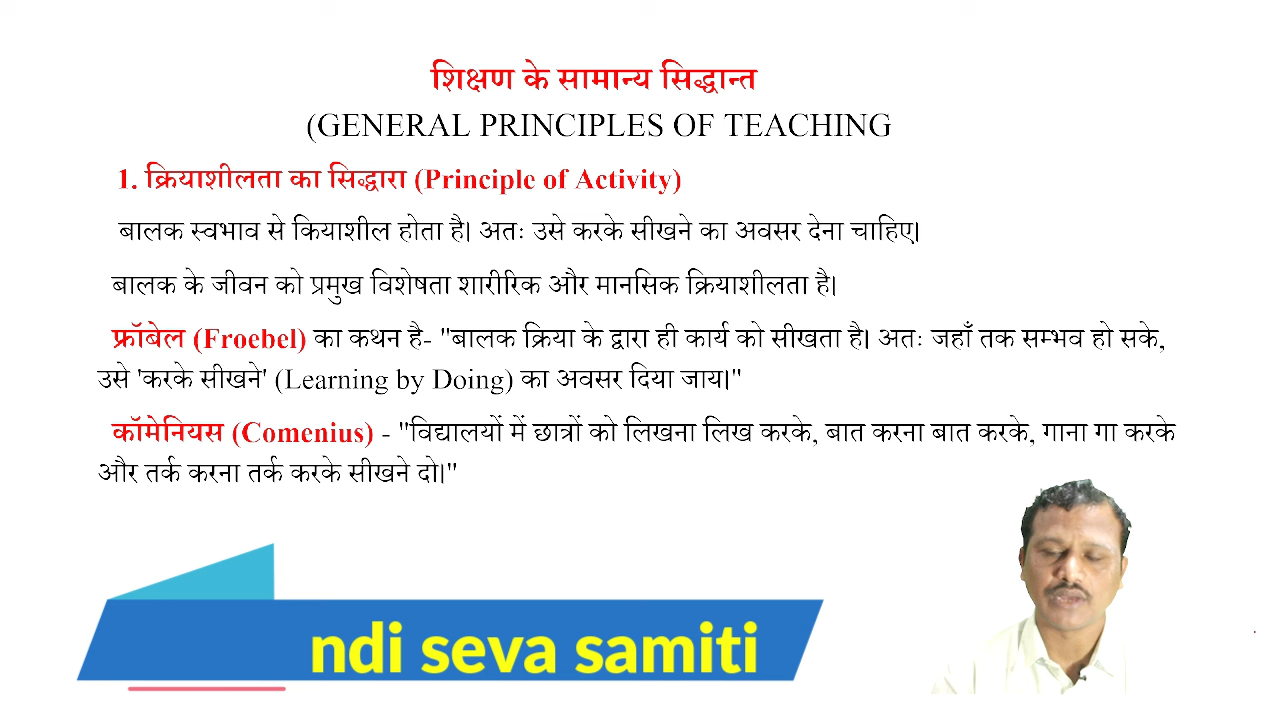 शिक्षण के सामान्य सिद्धान्त
(GENERAL PRINCIPLES OF TEACHING
1. क्रियाशीलता का सिद्धारा (Principle of Activity)
बालक स्वभाव से कियाशील होता है। अतः उसे करके सीखने का अवसर देना चाहिए।
बालक के जीवन को प्रमुख विशेषता शारीरिक और मानसिक क्रियाशीलता है।
फ्रॉबेल (Froebel) का कथन है- "बालक क्रिया के द्वारा ही कार्य को सीखता है। अतः जहाँ तक सम्भव हो सके,
उसे 'करके सीखने' (Learning by Doing) का अवसर दिया जाय।"
कॉमेनियस (Comenius) - "विद्यालयों में छात्रों को लिखना लिख करके, बात करना बात करके, गाना गा करके
और तर्क करना तर्क करके सीखने दो।"
ndi seva samiti